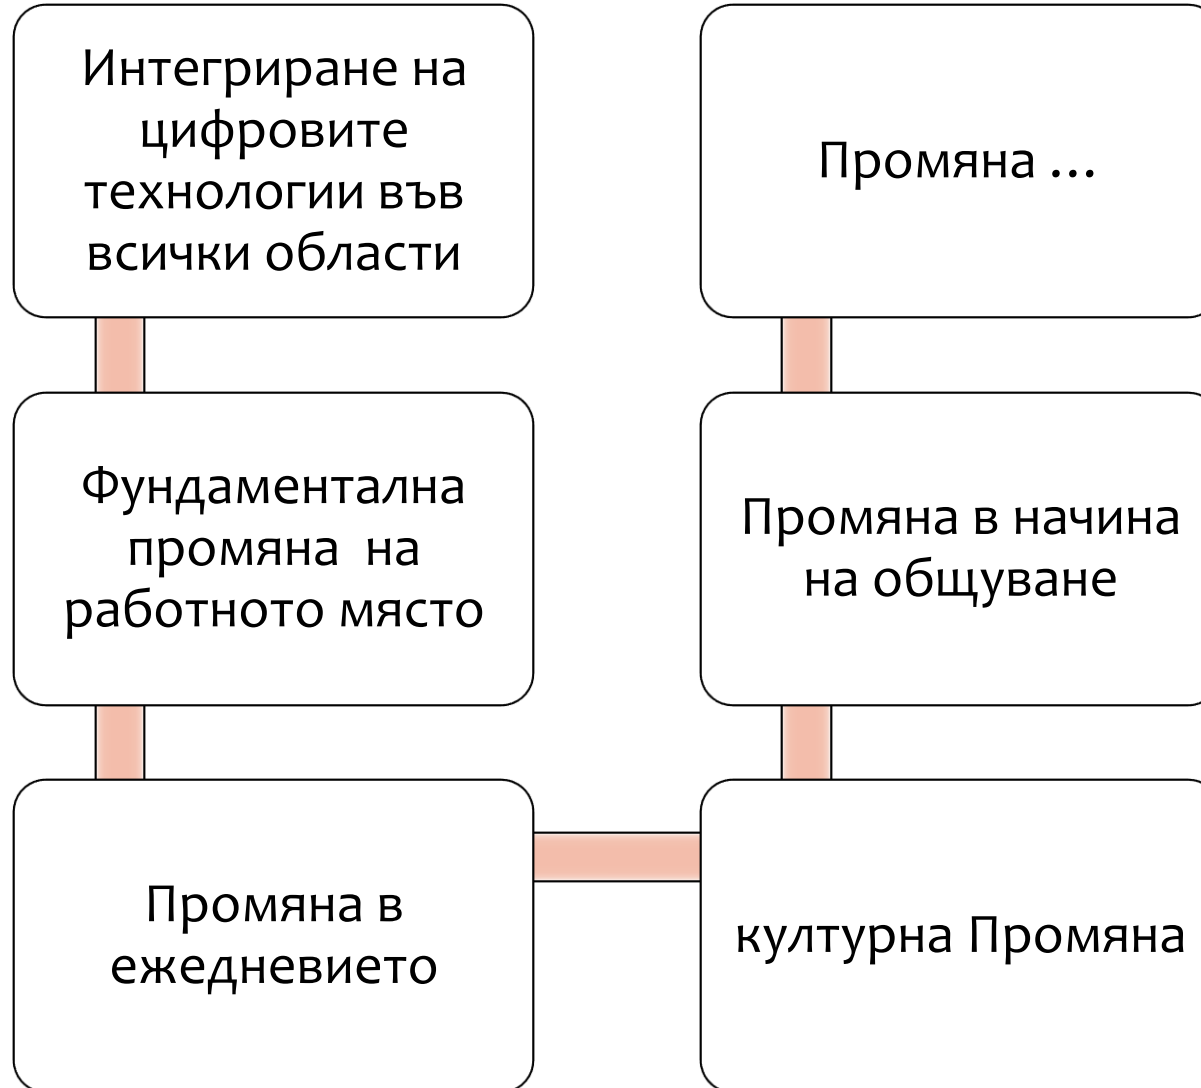 Интегриране на
цифровите
технологии във
всички области
Фундаментална
промяна  на
работното място
Промяна в
ежедневието
културна Промяна
Промяна в начина
на общуване
Промяна ...